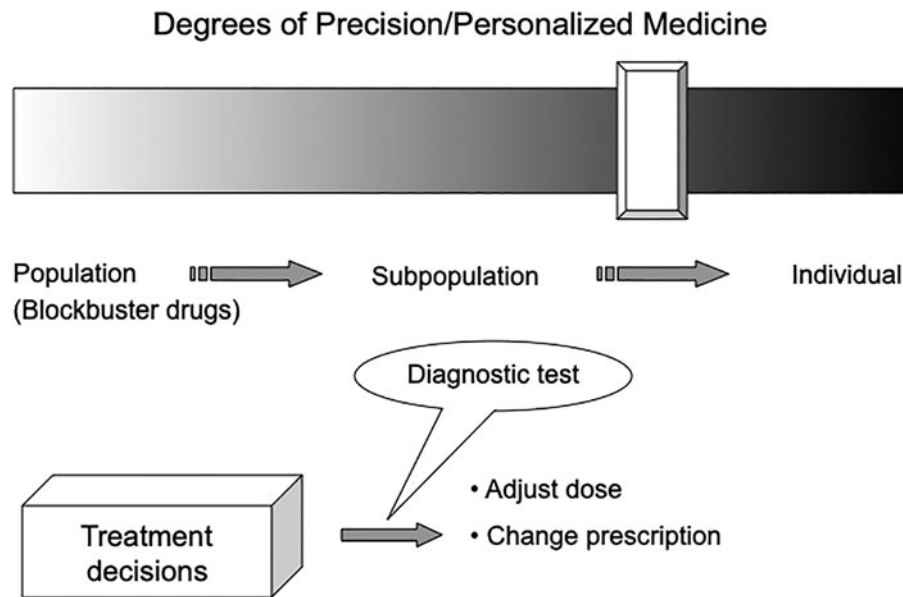 Degrees of Precision/Personalized Medicine
Population
(Blockbuster drugs)
Subpopulation
Individual
Diagnostic test
• Adjust dose
• Change prescription
Treatment
decisions